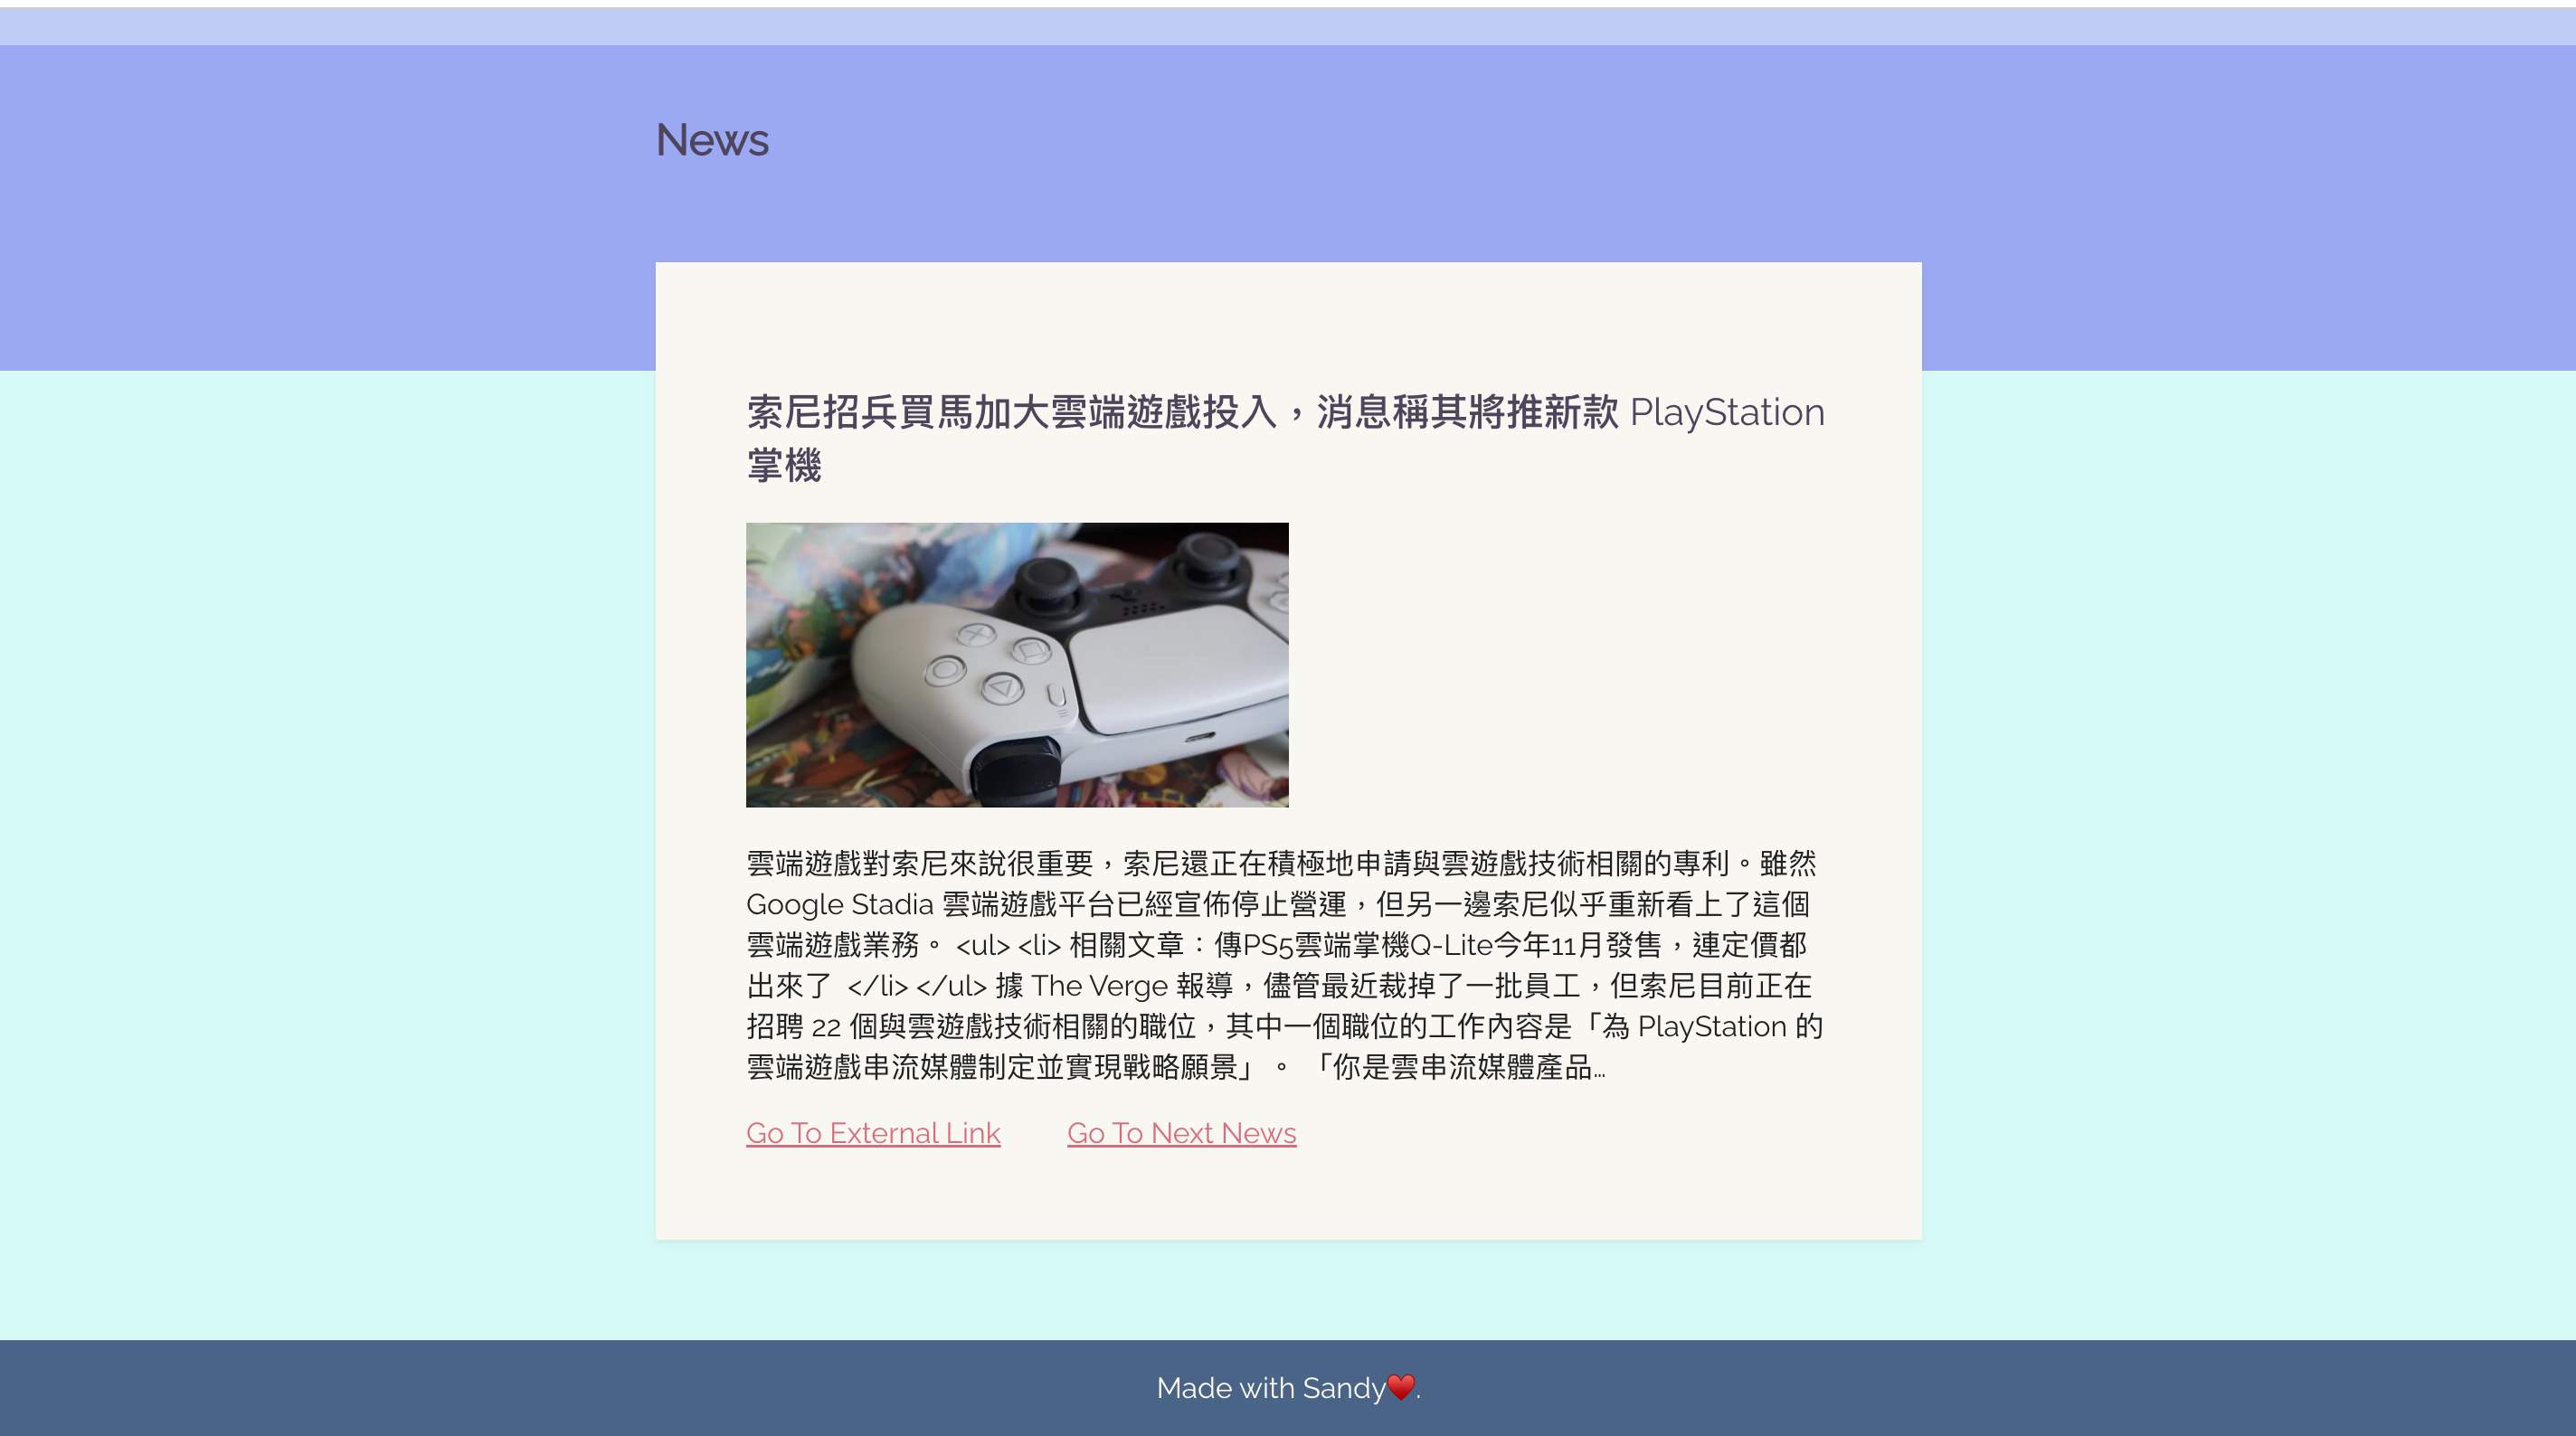 News
索尼招兵買馬加大雲端遊戲投入，消息稱其將推新款 PlayStation
掌機
雲端遊戲對索尼來說很重要，索尼還正在積極地申請與雲遊戲技術相關的專利。雖然
Google Stadia 雲端遊戲平台已經宣佈停止營運，但另一邊索尼似乎重新看上了這個
雲端遊戲業務。 <ul> <li> 相關文章：傳PS5雲端掌機Q-Lite今年11月發售，連定價都
出來了 </li> </ul> 據 The Verge 報導，儘管最近裁掉了一批員工，但索尼目前正在
招聘 22 個與雲遊戲技術相關的職位，其中一個職位的工作內容是「為 PlayStation 的
雲端遊戲串流媒體制定並實現戰略願景」。 「你是雲串流媒體產品…
Go To External Link Go To Next News
Made with Sandy♥️.